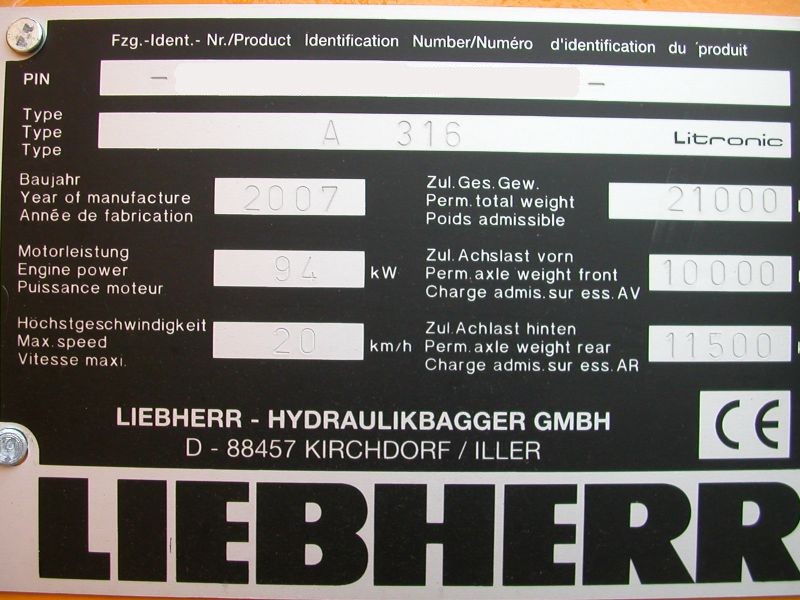 Fzg.-Ident.- Nr./Product Identification Number/Numéro d'identification du produit
PIN - -
Type
Type A 316 Litronic
Type
Baujahr
Year of manufacture 2007
Année de fabrication
Zul.Ges.Gew.
Perm.total weight 21000
Poids admissible
Motorleistung
Engine power 94 kW
Puissance moteur
Zul.Achslast vorn
Perm.axle weight front 10000
Charge admis.sur ess.AV
Höchstgeschwindigkeit
Max.speed 20 km/h
Vitesse maxi.
Zul.Achlast hinten
Perm.axle weight rear 11500
Charge admis.sur ess.AR
LIEBHERR - HYDRAULIKBAGGER GMBH
D - 88457 KIRCHDORF / ILLER
CE
LIEBHERR